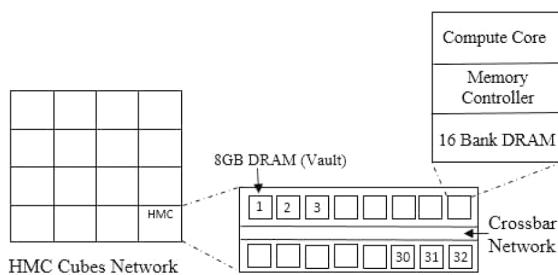 Compute Core
Memory
Controller
16 Bank DRAM
8GB DRAM (Vault)
HMC
1 2 3
30 31 32
Crossbar
Network
HMC Cubes Network